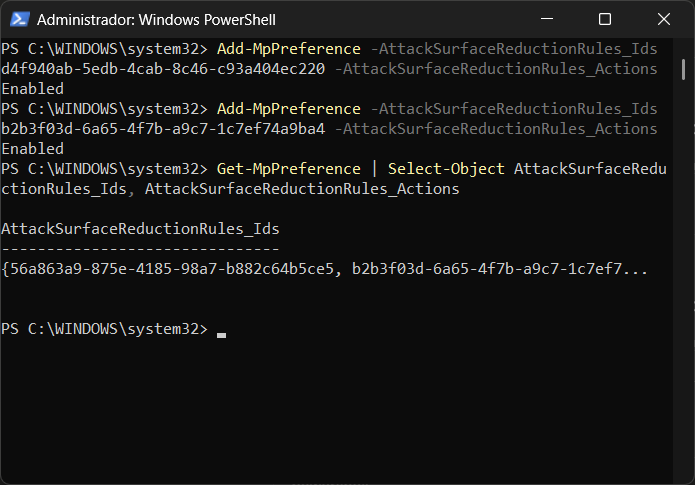 Administrador: Windows PowerShell
PS C:\WINDOWS\system32> Add-MpPreference -AttackSurfaceReductionRules_Ids
d4f940ab-5edb-4cab-8c46-c93a404ec220 -AttackSurfaceReductionRules_Actions
Enabled
PS C:\WINDOWS\system32> Add-MpPreference -AttackSurfaceReductionRules_Ids
b2b3f03d-6a65-4f7b-a9c7-1c7ef74a9ba4 -AttackSurfaceReductionRules_Actions
Enabled
PS C:\WINDOWS\system32> Get-MpPreference | Select-Object AttackSurfaceRedu
ctionRules_Ids, AttackSurfaceReductionRules_Actions
AttackSurfaceReductionRules_Ids
-------------------------------
{56a863a9-875e-4185-98a7-b882c64b5ce5, b2b3f03d-6a65-4f7b-a9c7-1c7ef7...
PS C:\WINDOWS\system32>